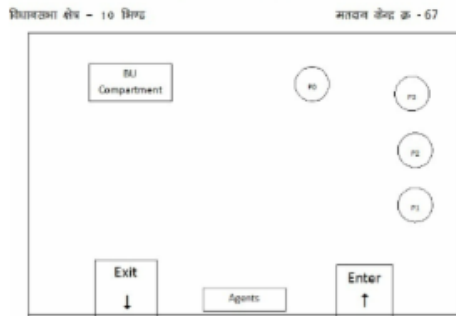 विधानसभा क्षेत्र - 10 भिण्ड
मतदान केन्द्र क्र - 67
BU
Compartment
P0
P3
P2
P1
Exit
Enter
Agents